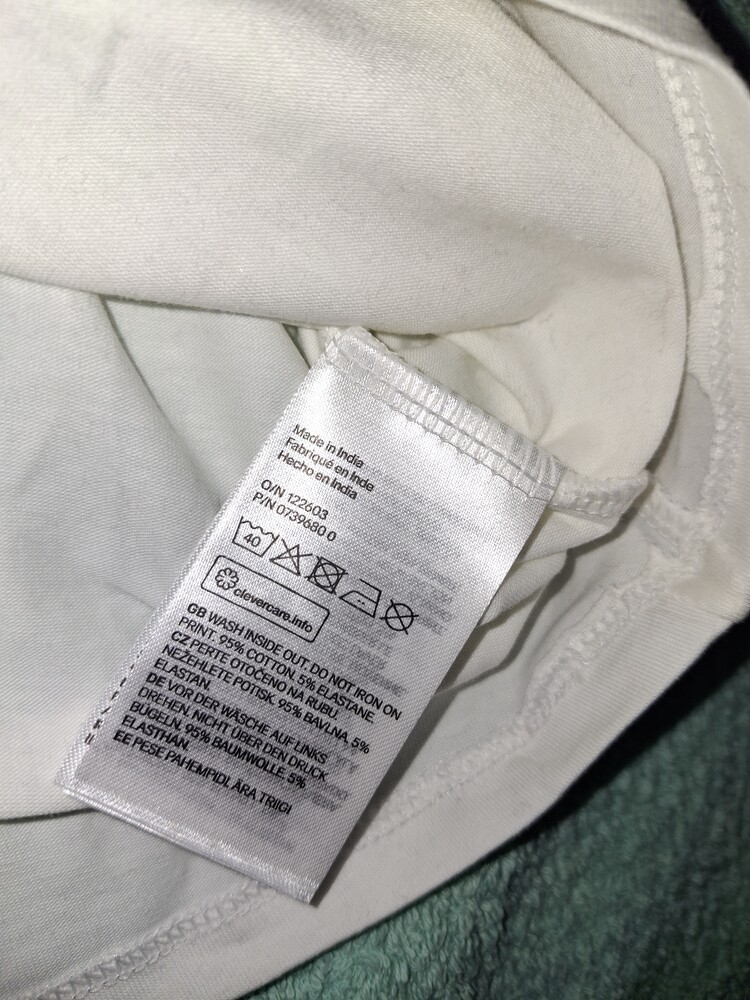 Made in India
Fabriqué en Inde
Hecho en India
O/N 122603
P/N 0739680 0
40
clevercare.info
GB WASH INSIDE OUT. DO NOT IRON ON
PRINT. 95% COTTON. 5% ELASTANE.
CZ PERTE OTOČENO NA RUBU.
NEŽEHLETE POTISK. 95% BAVLNA. 5%
ELASTAN.
DE VOR DER WÄSCHE AUF LINKS
DREHEN. NICHT ÜBER DEN DRUCK
BÜGELN. 95% BAUMWOLLE. 5%
ELASTHAN.
EE PESE PAHEMPIDI. ÄRA TRIIGI